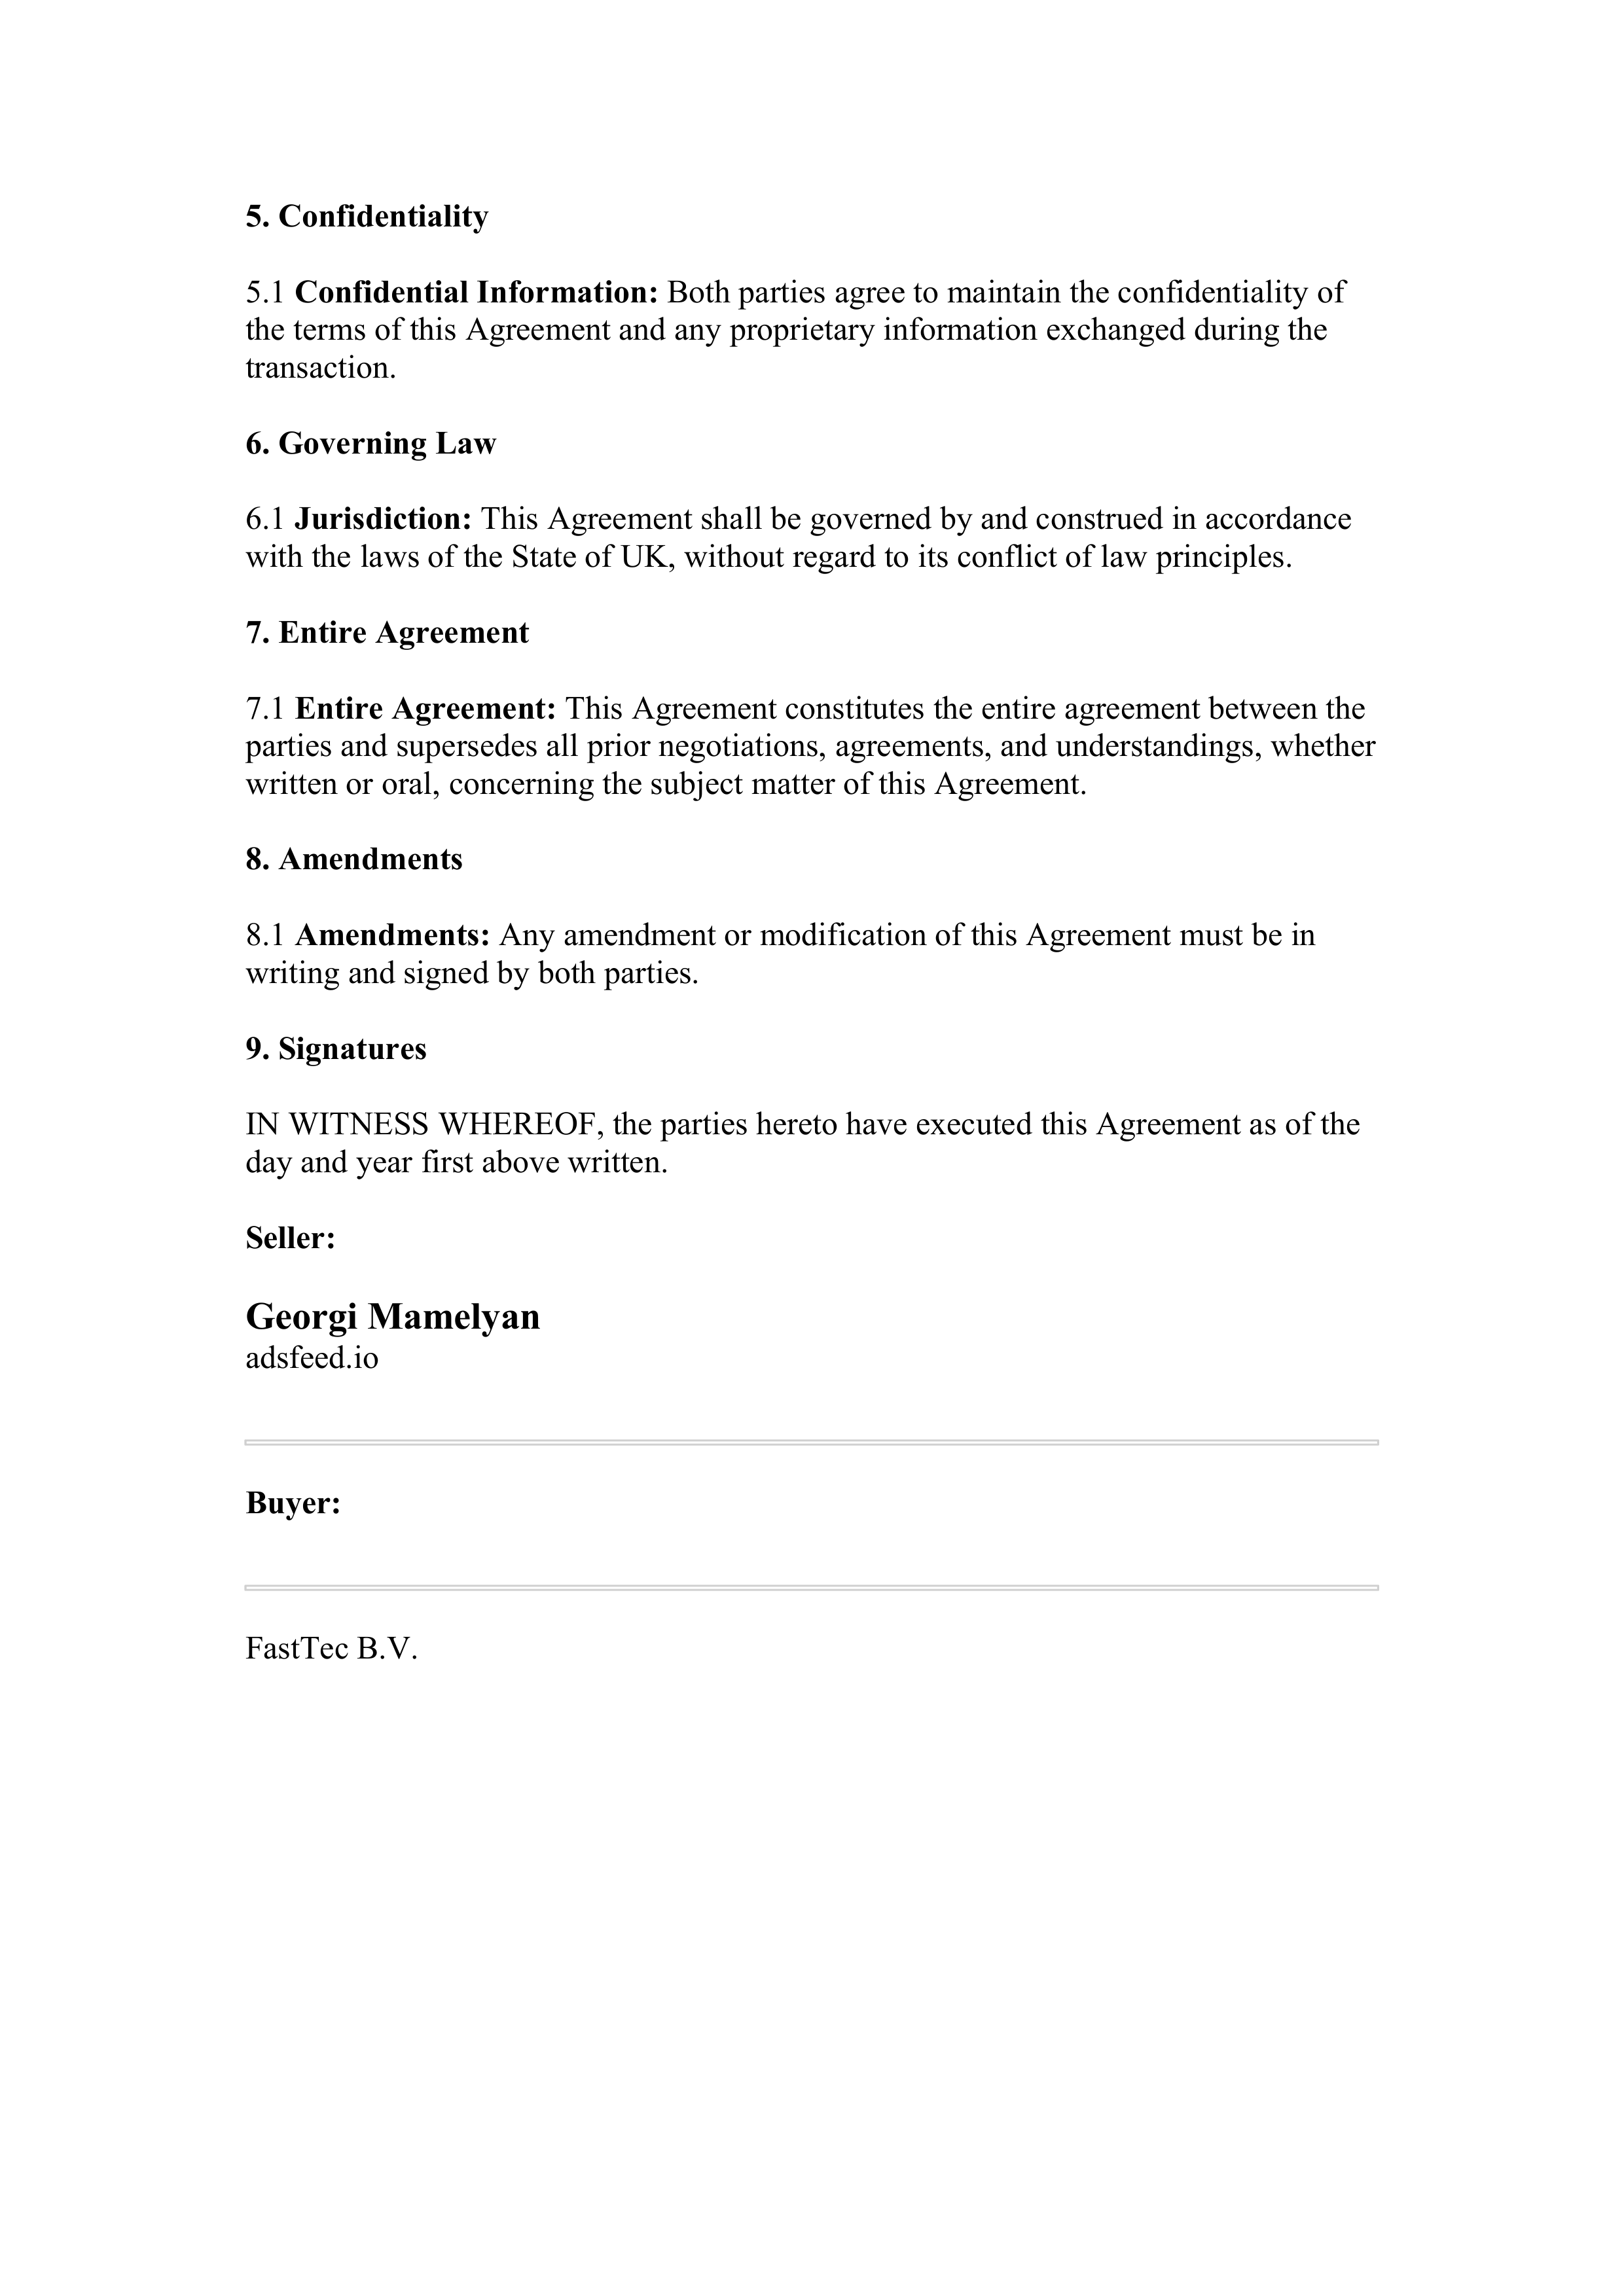 5. Confidentiality
5.1 Confidential Information: Both parties agree to maintain the confidentiality of
the terms of this Agreement and any proprietary information exchanged during the
transaction.
6. Governing Law
6.1 Jurisdiction: This Agreement shall be governed by and construed in accordance
with the laws of the State of UK, without regard to its conflict of law principles.
7. Entire Agreement
7.1 Entire Agreement: This Agreement constitutes the entire agreement between the
parties and supersedes all prior negotiations, agreements, and understandings, whether
written or oral, concerning the subject matter of this Agreement.
8. Amendments
8.1 Amendments: Any amendment or modification of this Agreement must be in
writing and signed by both parties.
9. Signatures
IN WITNESS WHEREOF, the parties hereto have executed this Agreement as of the
day and year first above written.
Seller:
Georgi Mamelyan
adsfeed.io
Buyer:
FastTec B.V.